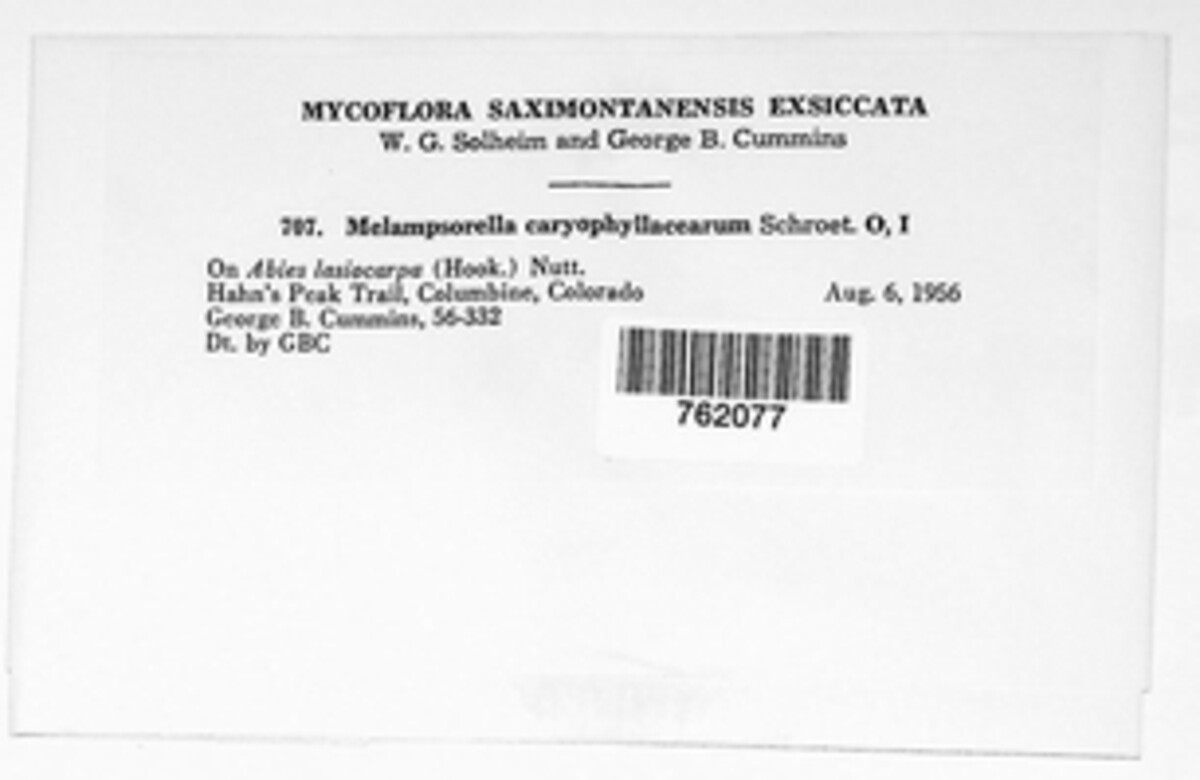 MYCOFLORA SAXIMONTANENSIS EXSICCATA
W. G. Solheim and George B. Cummins
707. Melampsorella caryophyllacearum Schroet. O, I
On Abies lasiocarpa (Hook.) Nutt.
Hahn's Peak Trail, Columbine, Colorado Aug. 6, 1956
George B. Cummins, 56-332
Dt. by GBC
762077